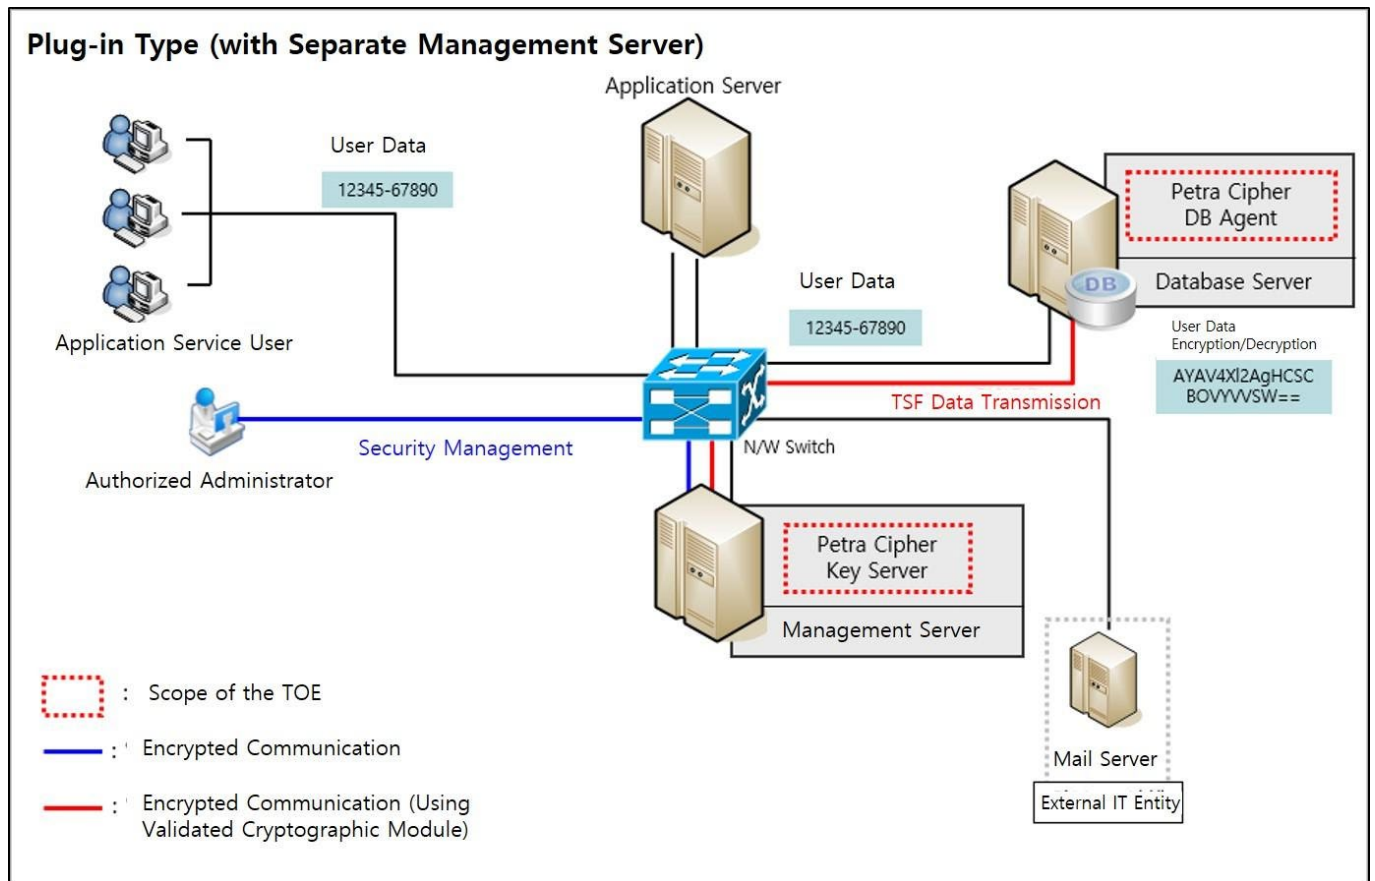 Plug-in Type (with Separate Management Server)
Application Server
User Data
12345-67890
Application Service User
Petra Cipher
DB Agent
DB
Database Server
User Data
12345-67890
User Data
Encryption/Decryption
AYAV4Xl2AgHCSC
BOVYVVSW==
TSF Data Transmission
Security Management
N/W Switch
Authorized Administrator
Petra Cipher
Key Server
Management Server
Mail Server
External IT Entity
: Scope of the TOE
: Encrypted Communication
: Encrypted Communication (Using
Validated Cryptographic Module)